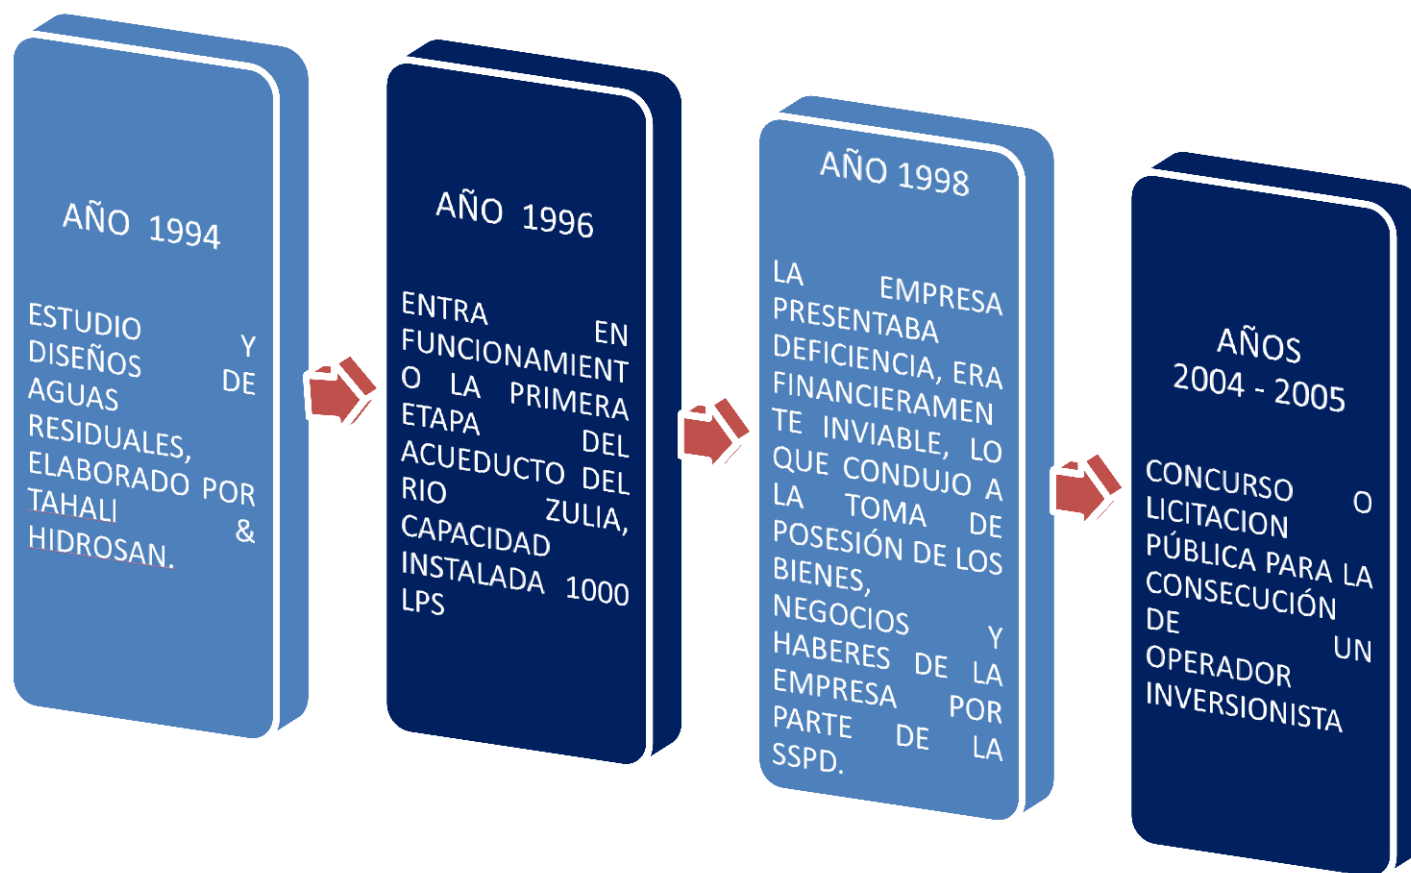 AÑO 1994
ESTUDIO Y
DISEÑOS DE
AGUAS
RESIDUALES,
ELABORADO POR
TAHALI &
HIDROSAN.
AÑO 1996
ENTRA EN
FUNCIONAMIENT
O LA PRIMERA
ETAPA DEL
ACUEDUCTO DEL
RIO ZULIA,
CAPACIDAD
INSTALADA 1000
LPS
AÑO 1998
LA EMPRESA
PRESENTABA
DEFICIENCIA, ERA
FINANCIERAMEN
TE INVIABLE, LO
QUE CONDUJO A
LA TOMA DE
POSESIÓN DE LOS
BIENES,
NEGOCIOS Y
HABERES DE LA
EMPRESA POR
PARTE DE LA
SSPD.
AÑOS
2004 - 2005
CONCURSO O
LICITACION
PÚBLICA PARA LA
CONSECUCIÓN
DE UN
OPERADOR
INVERSIONISTA